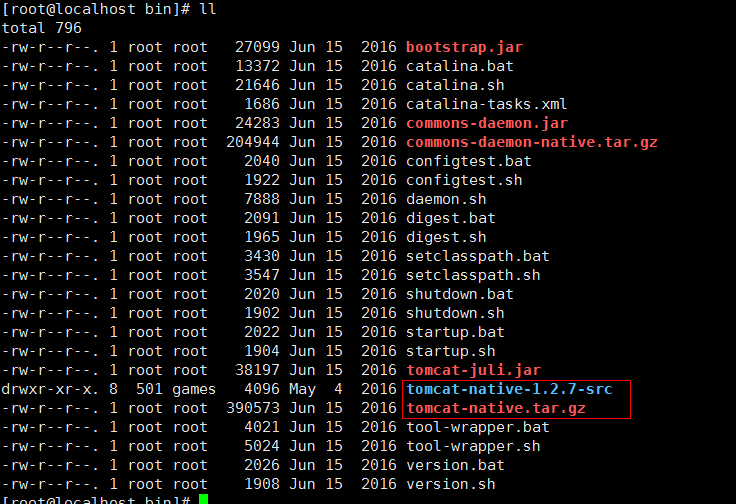 [root@localhost bin]# ll
total 796
-rw-r--r--. 1 root root   27099 Jun 15  2016 bootstrap.jar
-rw-r--r--. 1 root root   13372 Jun 15  2016 catalina.bat
-rw-r--r--. 1 root root   21646 Jun 15  2016 catalina.sh
-rw-r--r--. 1 root root    1686 Jun 15  2016 catalina-tasks.xml
-rw-r--r--. 1 root root   24283 Jun 15  2016 commons-daemon.jar
-rw-r--r--. 1 root root  204944 Jun 15  2016 commons-daemon-native.tar.gz
-rw-r--r--. 1 root root    2040 Jun 15  2016 configtest.bat
-rw-r--r--. 1 root root    1922 Jun 15  2016 configtest.sh
-rw-r--r--. 1 root root    7888 Jun 15  2016 daemon.sh
-rw-r--r--. 1 root root    2091 Jun 15  2016 digest.bat
-rw-r--r--. 1 root root    1965 Jun 15  2016 digest.sh
-rw-r--r--. 1 root root    3430 Jun 15  2016 setclasspath.bat
-rw-r--r--. 1 root root    3547 Jun 15  2016 setclasspath.sh
-rw-r--r--. 1 root root    2020 Jun 15  2016 shutdown.bat
-rw-r--r--. 1 root root    1902 Jun 15  2016 shutdown.sh
-rw-r--r--. 1 root root    2022 Jun 15  2016 startup.bat
-rw-r--r--. 1 root root    1904 Jun 15  2016 startup.sh
-rw-r--r--. 1 root root   38197 Jun 15  2016 tomcat-juli.jar
drwxr-xr-x. 8  501 games   4096 May  4  2016 tomcat-native-1.2.7-src
-rw-r--r--. 1 root root  390573 Jun 15  2016 tomcat-native.tar.gz
-rw-r--r--. 1 root root    4021 Jun 15  2016 tool-wrapper.bat
-rw-r--r--. 1 root root    5024 Jun 15  2016 tool-wrapper.sh
-rw-r--r--. 1 root root    2026 Jun 15  2016 version.bat
-rw-r--r--. 1 root root    1908 Jun 15  2016 version.sh
[root@localhost bin]#